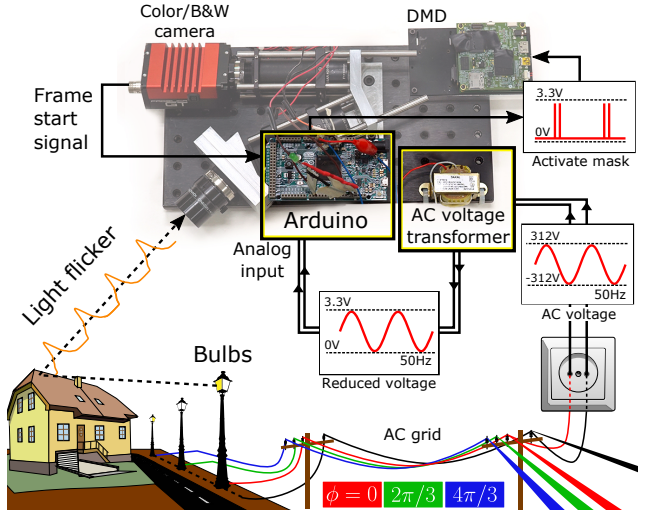 Color/B&W
camera
DMD
Frame
start
signal
3.3V
0V
Activate mask
Arduino
AC voltage
transformer
Analog
input
312V
-312V
50Hz
AC voltage
Light flicker
3.3V
0V
50Hz
Reduced voltage
Bulbs
AC grid
ϕ = 0
2π/3
4π/3